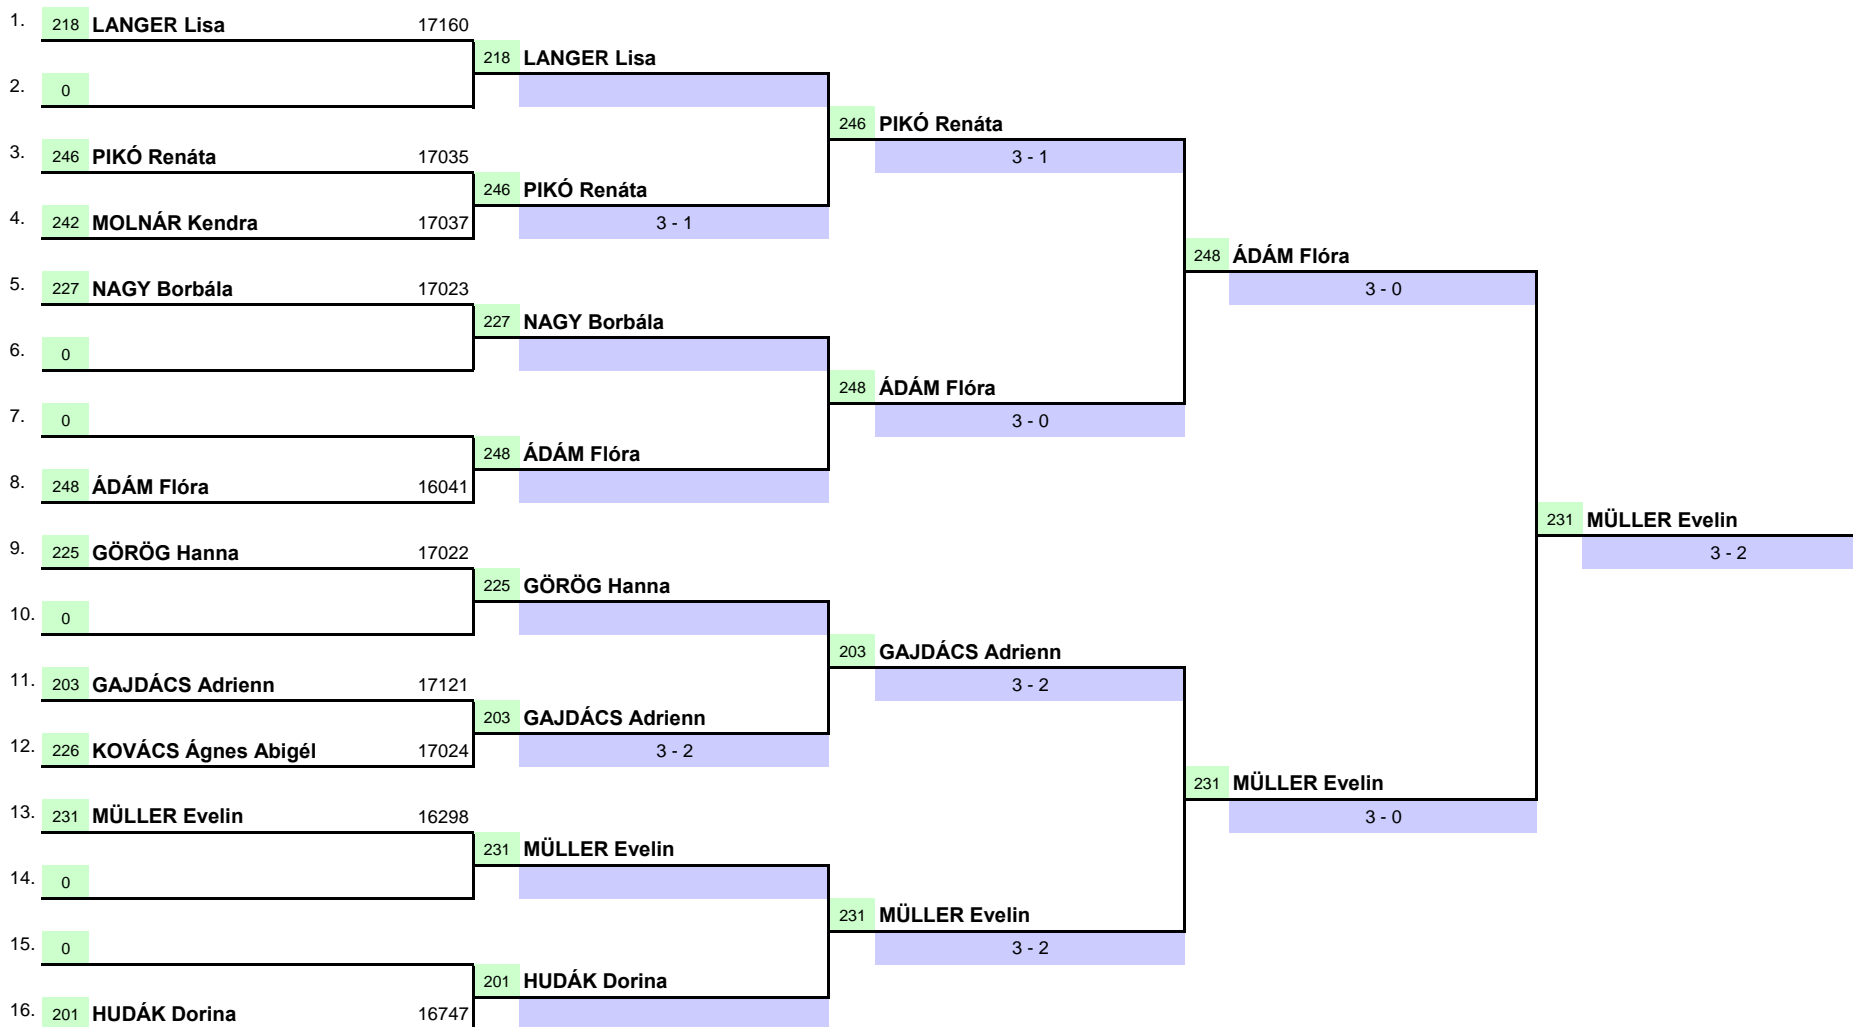 1. 218 LANGER Lisa 17160
218 LANGER Lisa
2. 0
246 PIKÓ Renáta
3. 246 PIKÓ Renáta 17035
3 - 1
246 PIKÓ Renáta
4. 242 MOLNÁR Kendra 17037
3 - 1
248 ÁDÁM Flóra
5. 227 NAGY Borbála 17023
3 - 0
227 NAGY Borbála
6. 0
248 ÁDÁM Flóra
7. 0
3 - 0
248 ÁDÁM Flóra
8. 248 ÁDÁM Flóra 16041
231 MÜLLER Evelin
9. 225 GÖRÖG Hanna 17022
3 - 2
225 GÖRÖG Hanna
10. 0
203 GAJDÁCS Adrienn
11. 203 GAJDÁCS Adrienn 17121
3 - 2
203 GAJDÁCS Adrienn
12. 226 KOVÁCS Ágnes Abigél 17024
3 - 2
231 MÜLLER Evelin
13. 231 MÜLLER Evelin 16298
3 - 0
231 MÜLLER Evelin
14. 0
231 MÜLLER Evelin
15. 0
3 - 2
201 HUDÁK Dorina
16. 201 HUDÁK Dorina 16747